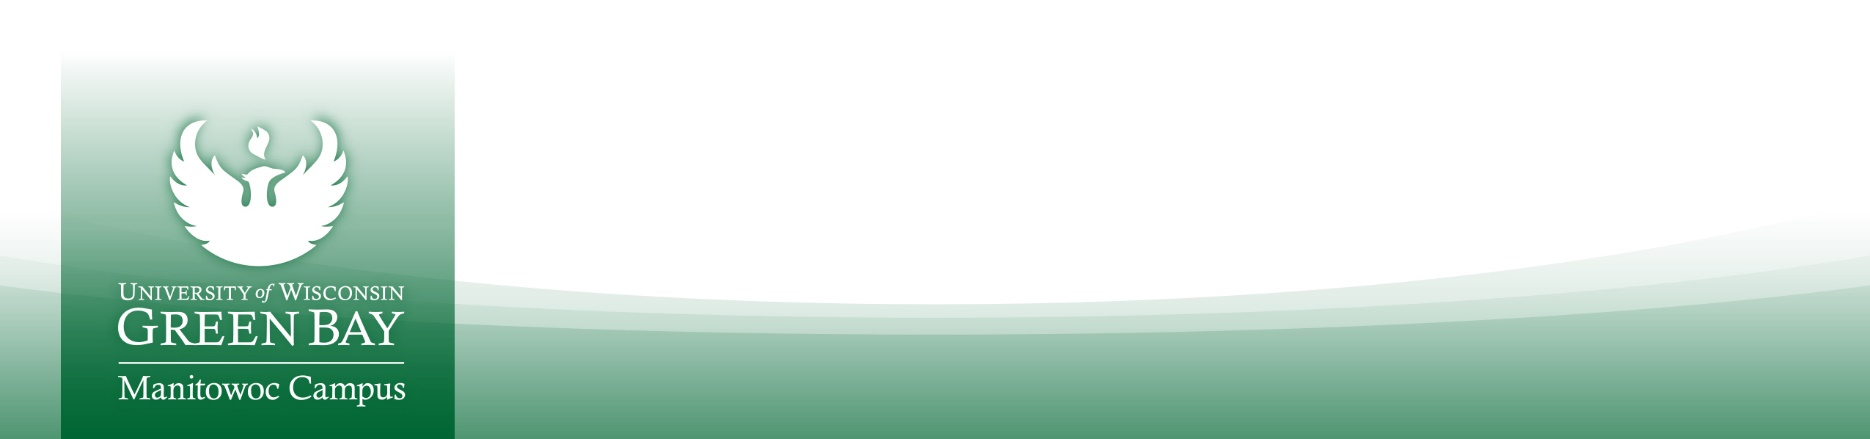 UNIVERSITY of WISCONSIN
GREEN BAY
Manitowoc Campus